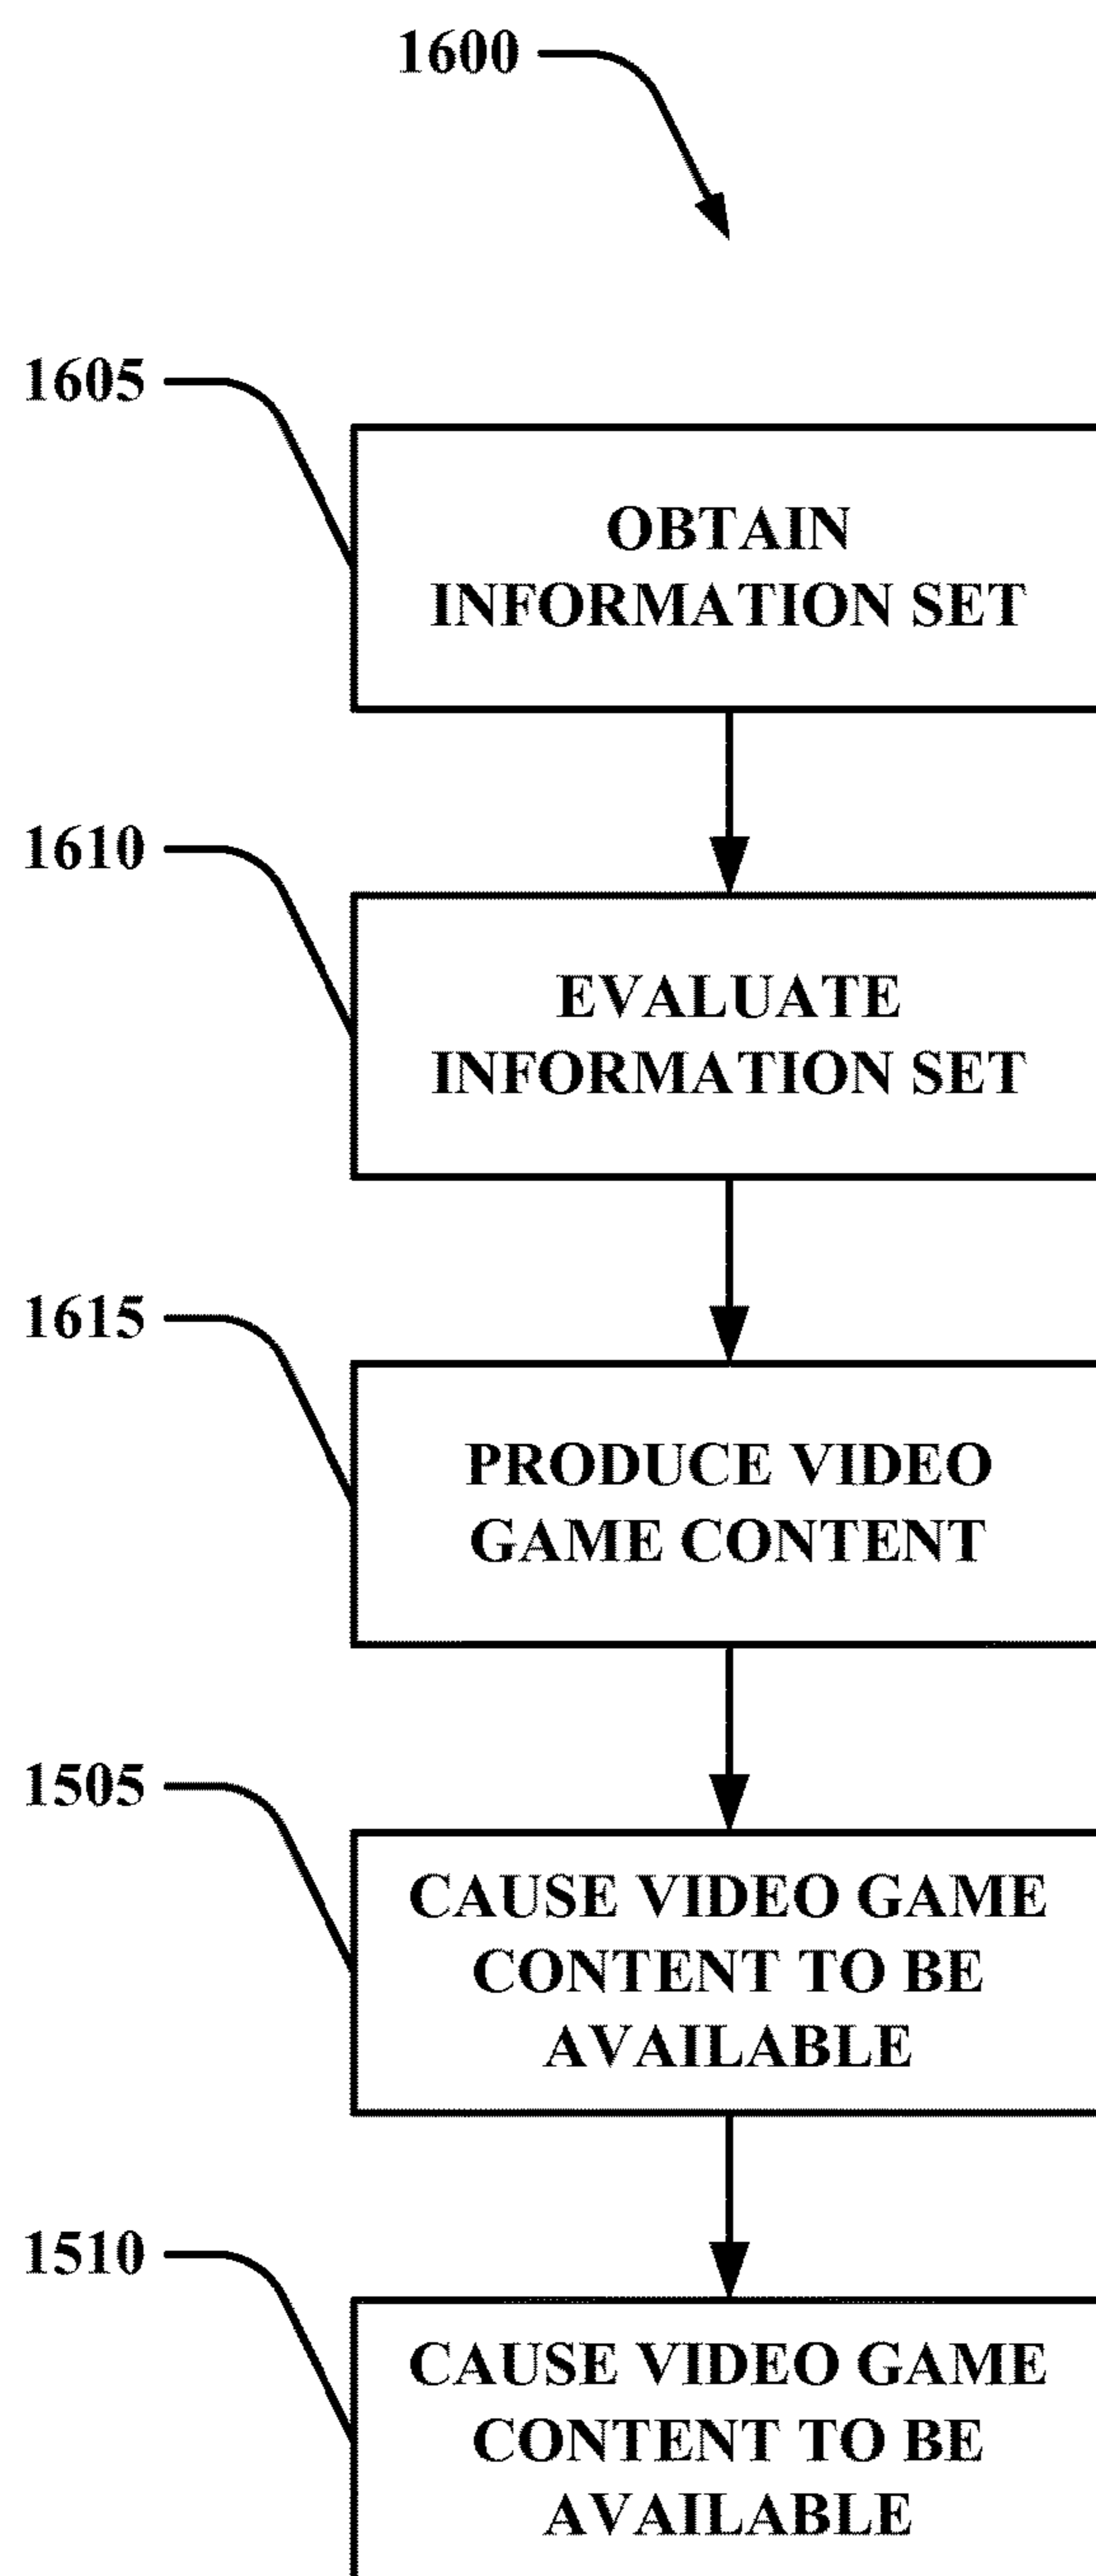 1600
1605
OBTAIN
INFORMATION SET
1610
EVALUATE
INFORMATION SET
1615
PRODUCE VIDEO
GAME CONTENT
1505
CAUSE VIDEO GAME
CONTENT TO BE
AVAILABLE
1510
CAUSE VIDEO GAME
CONTENT TO BE
AVAILABLE